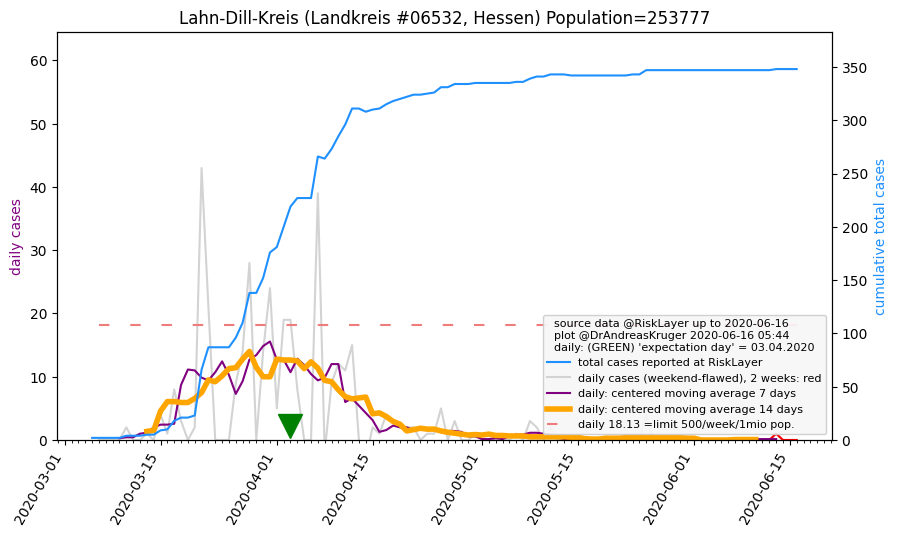 Lahn-Dill-Kreis (Landkreis #06532, Hessen) Population=253777
daily cases
60
50
40
30
20
10
0
350
300
250
200
150
100
50
0
cumulative total cases
source data @RiskLayer up to 2020-06-16
plot @DrAndreasKruger 2020-06-16 05:44
daily: (GREEN) 'expectation day' = 03.04.2020
total cases reported at RiskLayer
daily cases (weekend-flawed), 2 weeks: red
daily: centered moving average 7 days
daily: centered moving average 14 days
daily 18.13 =limit 500/week/1mio pop.
2020-03-01
2020-03-15
2020-04-01
2020-04-15
2020-05-01
2020-05-15
2020-06-01
2020-06-15